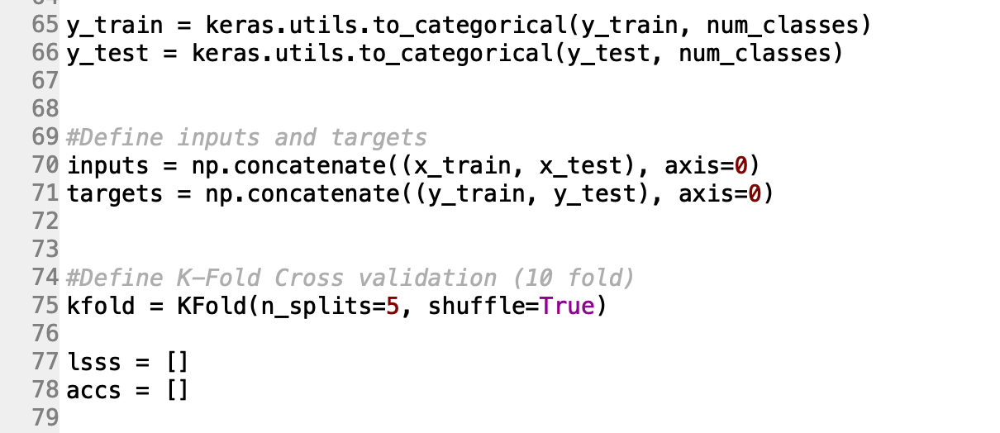 65 y_train = keras.utils.to_categorical(y_train, num_classes)
66 y_test = keras.utils.to_categorical(y_test, num_classes)
67
68
69 #Define inputs and targets
70 inputs = np.concatenate((x_train, x_test), axis=0)
71 targets = np.concatenate((y_train, y_test), axis=0)
72
73
74 #Define K-Fold Cross validation (10 fold)
75 kfold = KFold(n_splits=5, shuffle=True)
76
77 lsss = []
78 accs = []
79